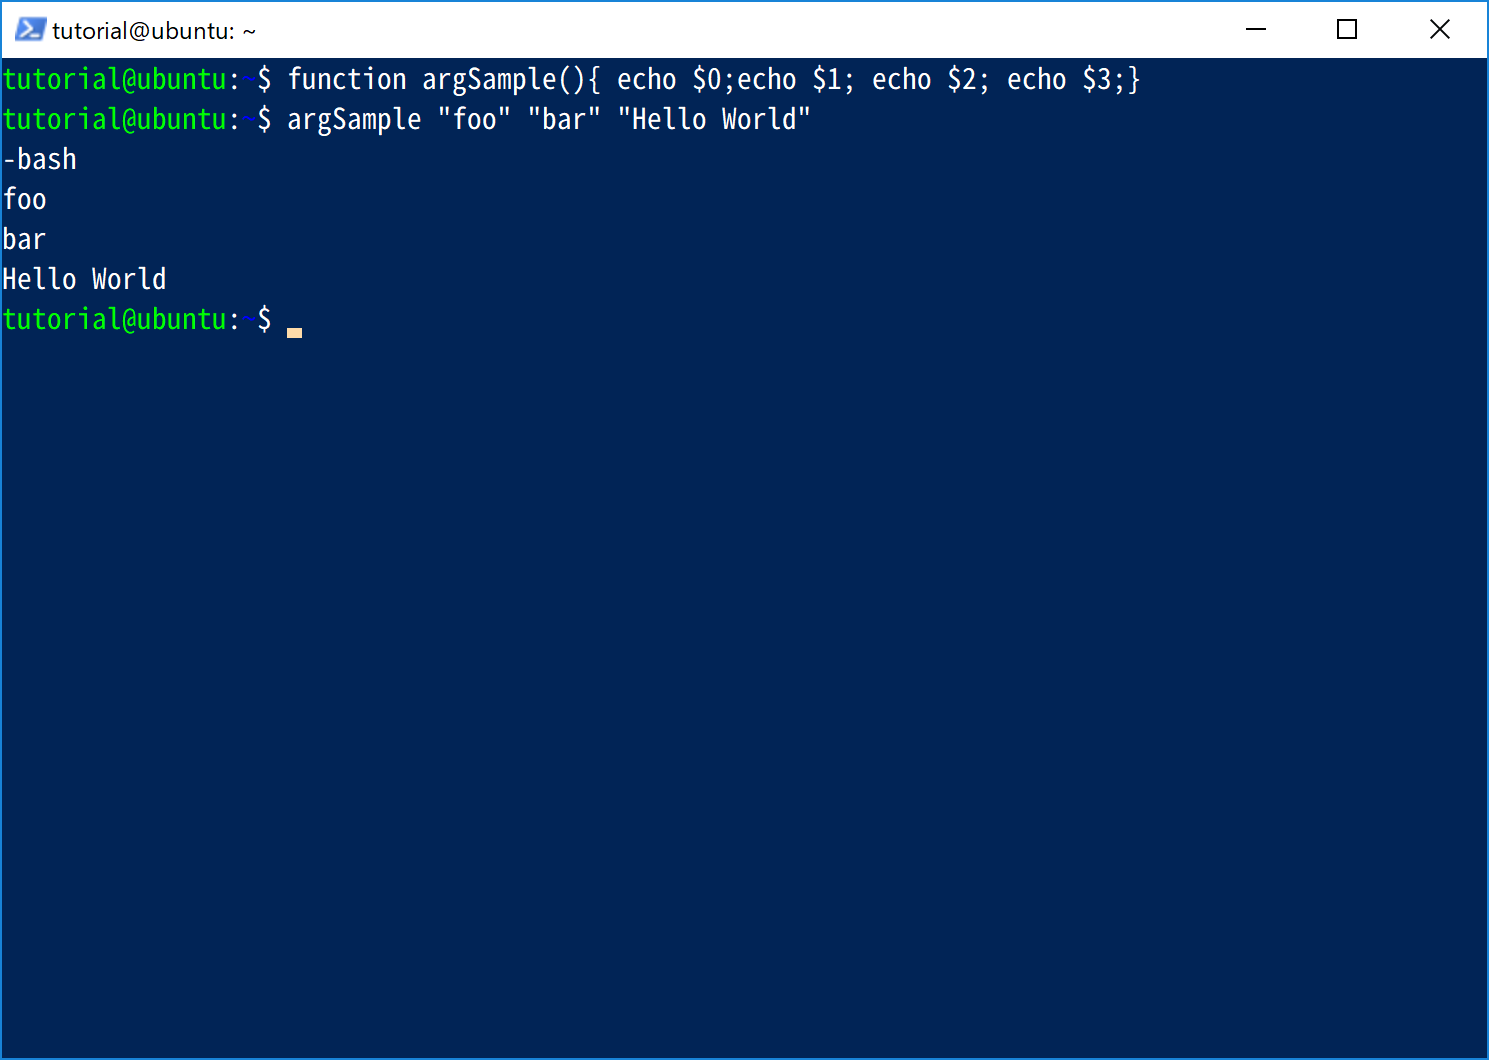 tutorial@ubuntu: ~
tutorial@ubuntu:~$ function argSample(){ echo $0;echo $1; echo $2; echo $3;}
tutorial@ubuntu:~$ argSample "foo" "bar" "Hello World"
-bash
foo
bar
Hello World
tutorial@ubuntu:~$